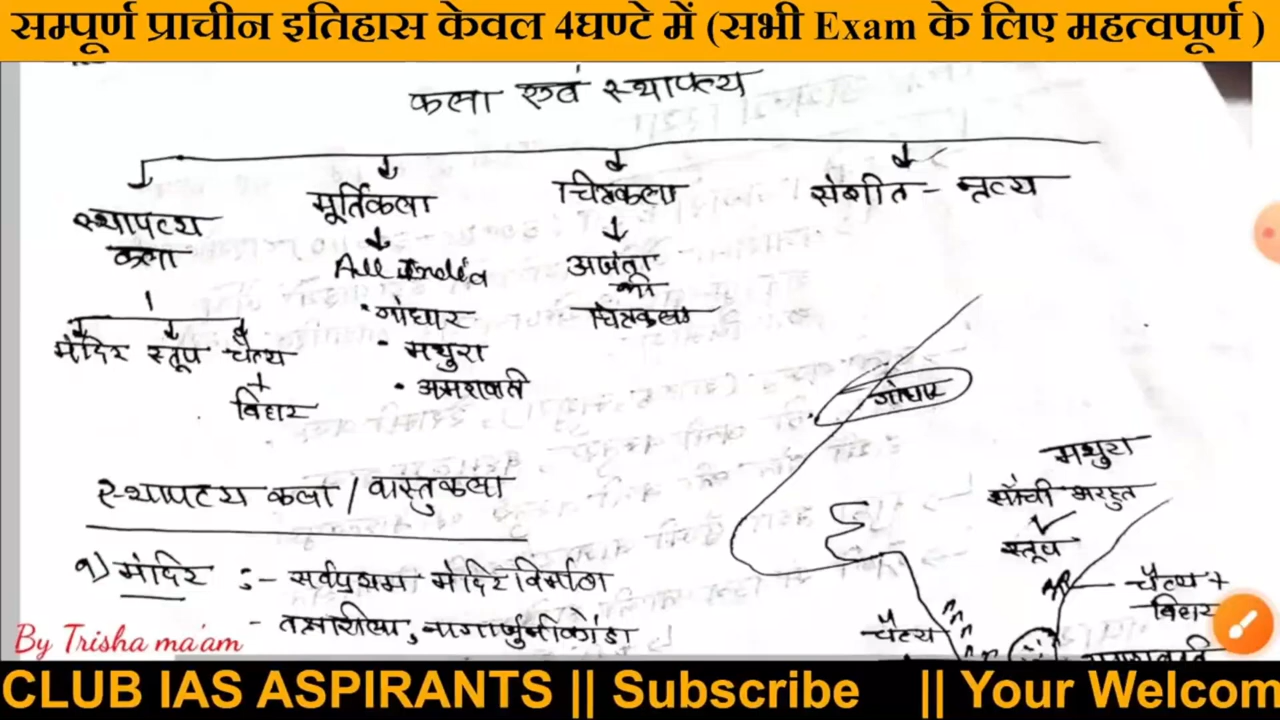 सम्पूर्ण प्राचीन इतिहास केवल 4घण्टे में (सभी Exam के लिए महत्वपूर्ण )
कला एवं स्थापत्य
स्थापत्य कला
मूर्तिकला
चित्रकला
संगीत - नृत्य
All India
• गांधार
• मथुरा
• अमरावती
अजंता
की
चित्रकला
मंदिर स्तूप चैत्य
+
विहार
गांधार
मथुरा
साँची भरहुत
स्तूप
चैत्य +
विहार
चैत्य
स्थापत्य कला / वास्तुकला
१) मंदिर :- सर्वप्रथम मंदिर निर्माण
- तक्षशिला, नागार्जुनीकोंडा
By Trisha ma'am
CLUB IAS ASPIRANTS || Subscribe || Your Welcom